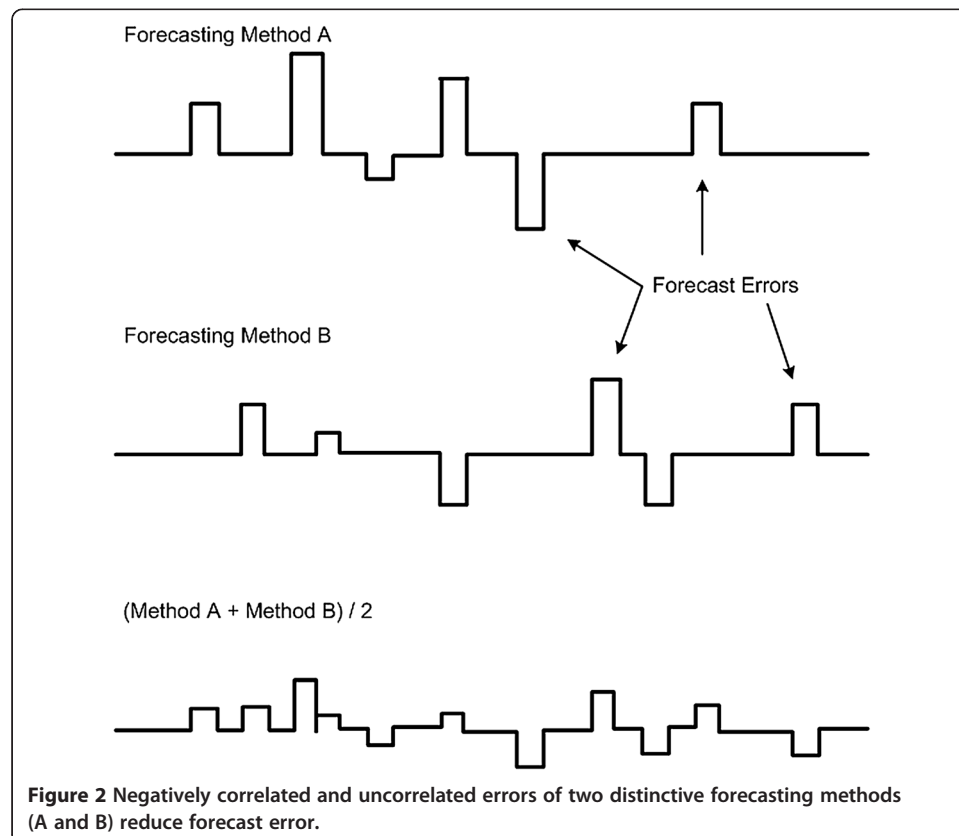 Forecasting Method A
Forecast Errors
Forecasting Method B
(Method A + Method B) / 2
Figure 2 Negatively correlated and uncorrelated errors of two distinctive forecasting methods
(A and B) reduce forecast error.